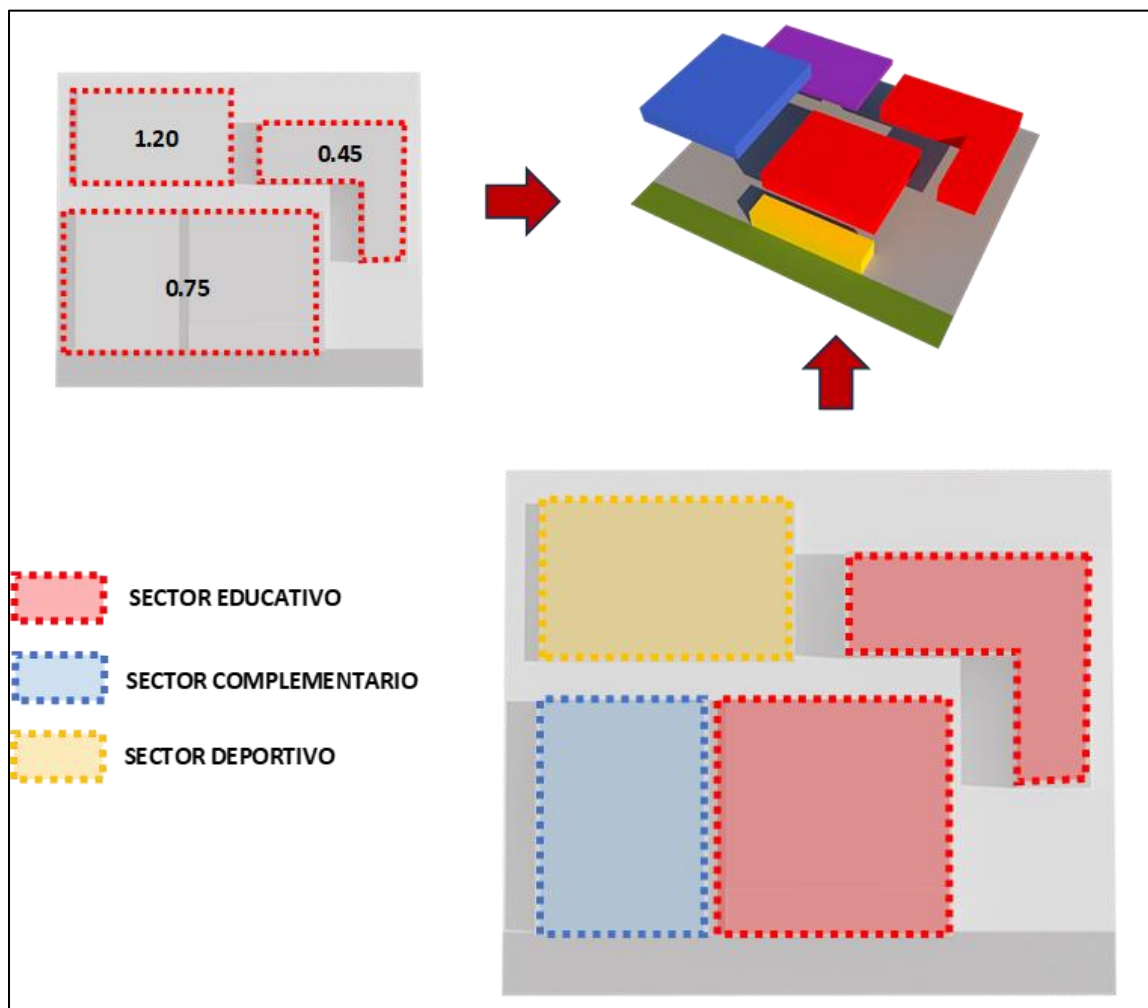 1.20
0.45
0.75
SECTOR EDUCATIVO
SECTOR COMPLEMENTARIO
SECTOR DEPORTIVO